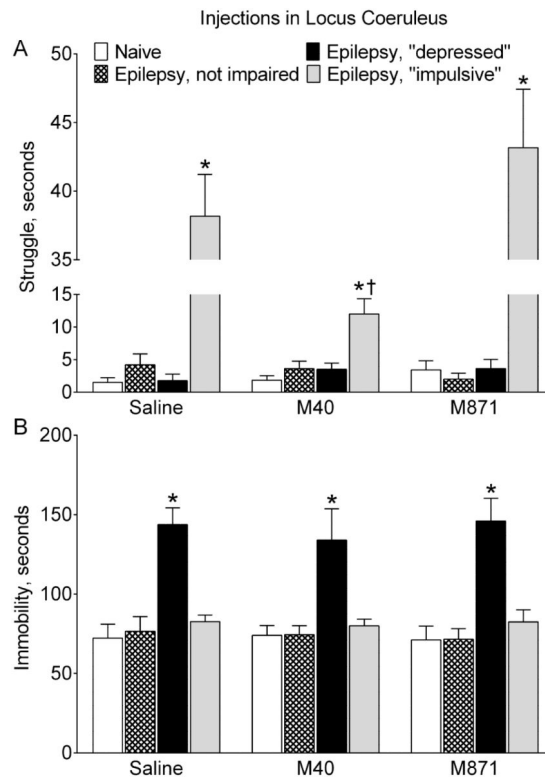 Injections in Locus Coeruleus
A
Naive
Epilepsy, "depressed"
Epilepsy, not impaired
Epilepsy, "impulsive"
Struggle, seconds
50
45
40
35
15
10
5
0
*
*†
*
Saline
M40
M871
B
Immobility, seconds
200
150
100
50
0
*
*
*
Saline
M40
M871